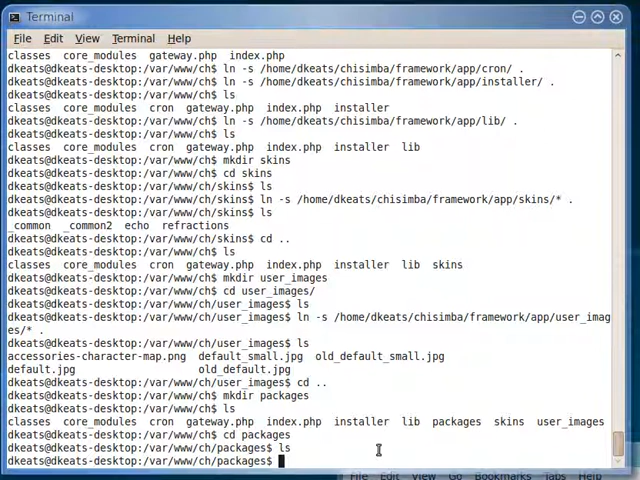 Terminal
File Edit View Terminal Help
classes core_modules gateway.php index.php
dkeats@dkeats-desktop:/var/www/ch$ ln -s /home/dkeats/chisimba/framework/app/cron/ .
dkeats@dkeats-desktop:/var/www/ch$ ln -s /home/dkeats/chisimba/framework/app/installer/ .
dkeats@dkeats-desktop:/var/www/ch$ ls
classes core_modules cron gateway.php index.php installer
dkeats@dkeats-desktop:/var/www/ch$ ln -s /home/dkeats/chisimba/framework/app/lib/ .
dkeats@dkeats-desktop:/var/www/ch$ ls
classes core_modules cron gateway.php index.php installer lib
dkeats@dkeats-desktop:/var/www/ch$ mkdir skins
dkeats@dkeats-desktop:/var/www/ch$ cd skins
dkeats@dkeats-desktop:/var/www/ch/skins$ ls
dkeats@dkeats-desktop:/var/www/ch/skins$ ln -s /home/dkeats/chisimba/framework/app/skins/* .
dkeats@dkeats-desktop:/var/www/ch/skins$ ls
_common _common2 echo refractions
dkeats@dkeats-desktop:/var/www/ch/skins$ cd ..
dkeats@dkeats-desktop:/var/www/ch$ ls
classes core_modules cron gateway.php index.php installer lib skins
dkeats@dkeats-desktop:/var/www/ch$ mkdir user_images
dkeats@dkeats-desktop:/var/www/ch$ cd user_images/
dkeats@dkeats-desktop:/var/www/ch/user_images$ ls
dkeats@dkeats-desktop:/var/www/ch/user_images$ ln -s /home/dkeats/chisimba/framework/app/user_imag
es/* .
dkeats@dkeats-desktop:/var/www/ch/user_images$ ls
accessories-character-map.png default_small.jpg old_default_small.jpg
default.jpg old_default.jpg
dkeats@dkeats-desktop:/var/www/ch/user_images$ cd ..
dkeats@dkeats-desktop:/var/www/ch$ mkdir packages
dkeats@dkeats-desktop:/var/www/ch$ ls
classes core_modules cron gateway.php index.php installer lib packages skins user_images
dkeats@dkeats-desktop:/var/www/ch$ cd packages
dkeats@dkeats-desktop:/var/www/ch/packages$ ls
dkeats@dkeats-desktop:/var/www/ch/packages$
File Edit View Go Bookmarks Tabs Help